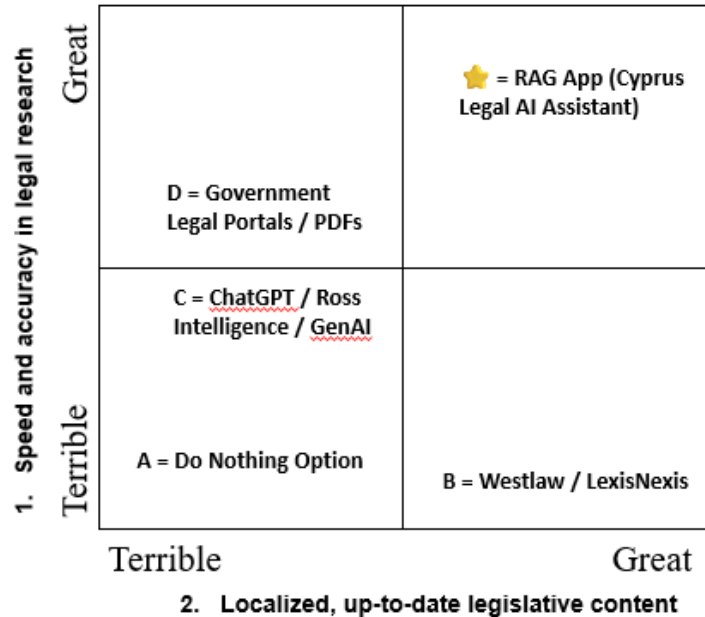 1. Speed and accuracy in legal research
Great
Terrible
⭐ = RAG App (Cyprus
Legal AI Assistant)
D = Government
Legal Portals / PDFs
C = ChatGPT / Ross
Intelligence / GenAI
A = Do Nothing Option
B = Westlaw / LexisNexis
Terrible
Great
2. Localized, up-to-date legislative content